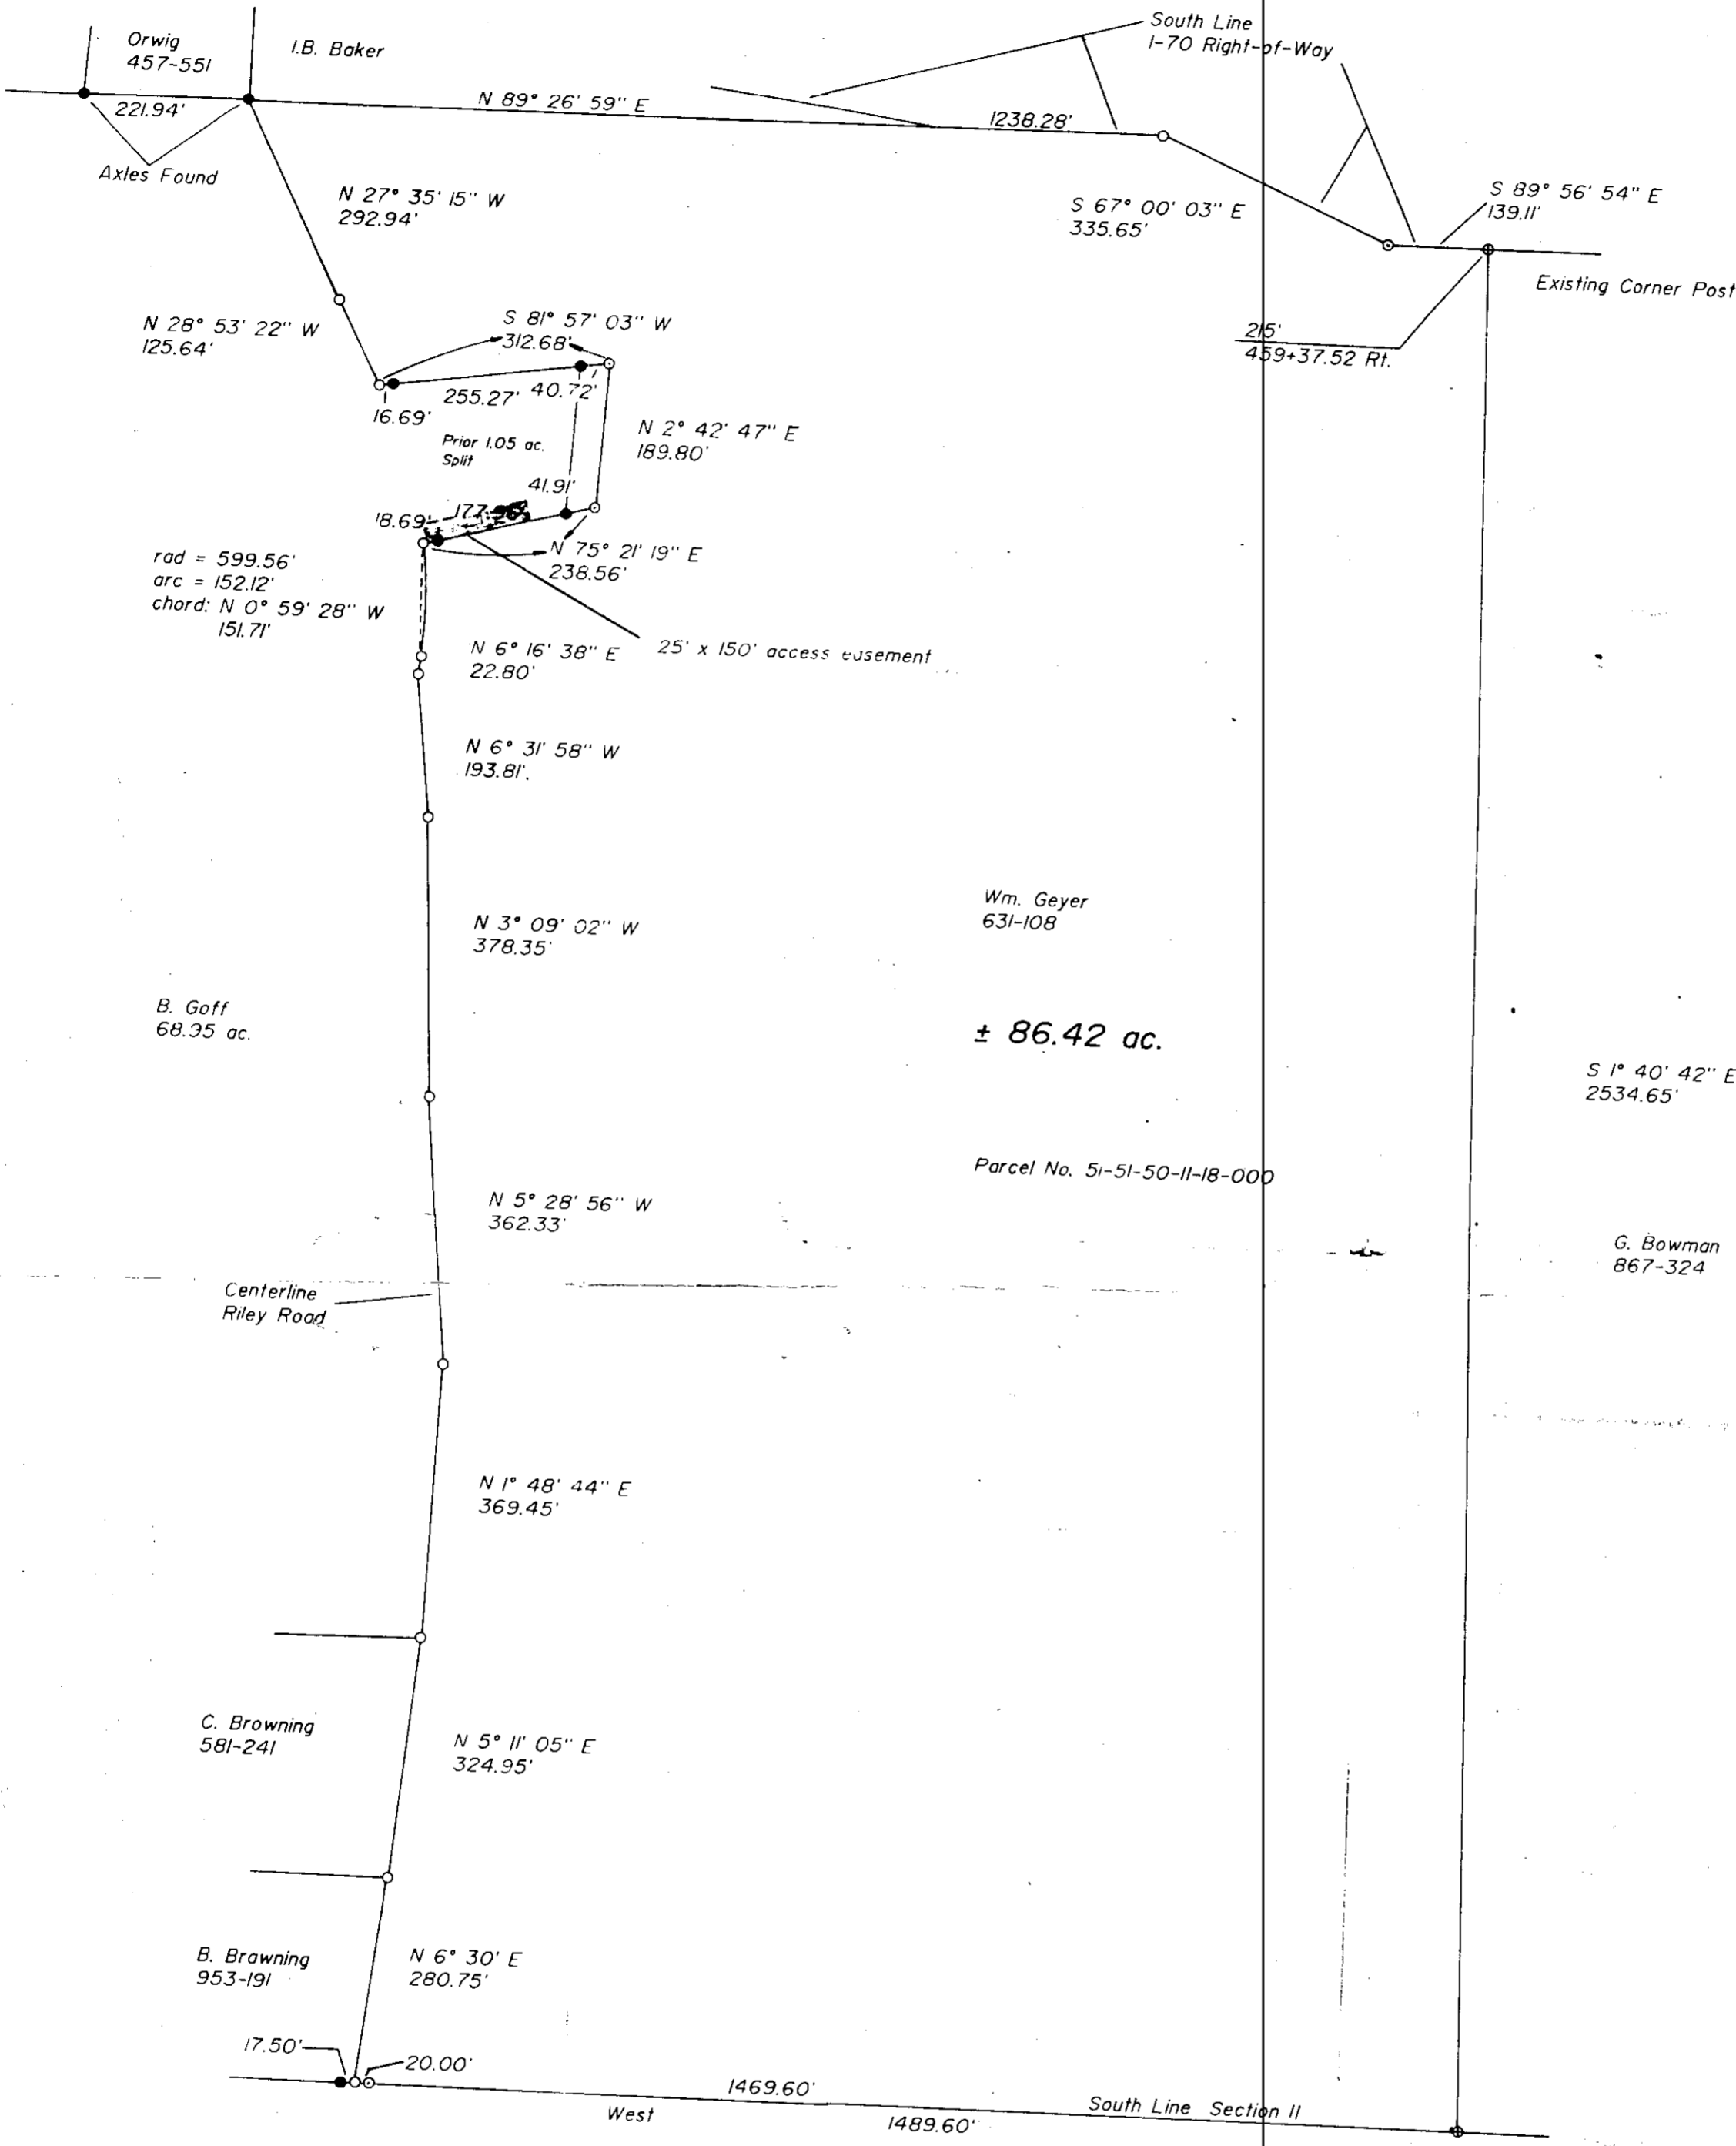 Orwig
457-551
I.B. Baker
South Line
I-70 Right-of-Way
221.94'
N 89° 26' 59" E
1238.28'
Axles Found
N 27° 35' 15" W
292.94'
S 67° 00' 03" E
335.65'
S 89° 56' 54" E
139.11'
Existing Corner Post
N 28° 53' 22" W
125.64'
S 81° 57' 03" W
312.68'
215'
459+37.52 Rt.
255.27'
40.72'
16.69'
Prior 1.05 ac.
Split
N 2° 42' 47" E
189.80'
41.91'
18.69'
N 75° 21' 19" E
238.56'
rad = 599.56'
arc = 152.12'
chord: N 0° 59' 28" W
151.71'
N 6° 16' 38" E
22.80'
25' x 150' access easement
N 6° 31' 58" W
193.81'
Wm. Geyer
631-108
N 3° 09' 02" W
378.35'
B. Goff
68.95 ac.
± 86.42 ac.
S 1° 40' 42" E
2534.65'
Parcel No. 51-51-50-11-18-000
N 5° 28' 56" W
362.33'
G. Bowman
867-324
Centerline
Riley Road
N 1° 48' 44" E
369.45'
C. Browning
581-241
N 5° 11' 05" E
324.95'
B. Browning
953-191
N 6° 30' E
280.75'
17.50'
20.00'
1469.60'
South Line Section 11
West
1489.60'